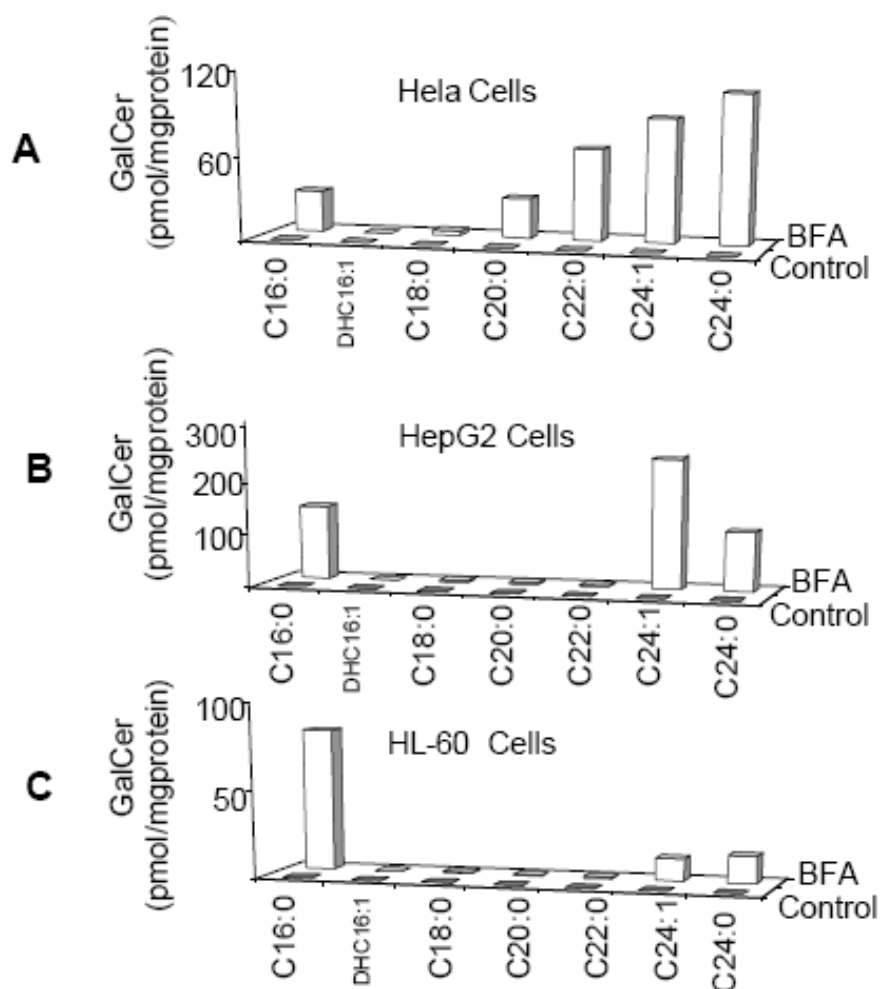 A
GalCer
(pmol/mgprotein)
120
60
Hela Cells
BFA
Control
C16:0
DHC16:1
C18:0
C20:0
C22:0
C24:1
C24:0
B
GalCer
(pmol/mgprotein)
300
200
100
HepG2 Cells
BFA
Control
C16:0
DHC16:1
C18:0
C20:0
C22:0
C24:1
C24:0
C
GalCer
(pmol/mgprotein)
100
50
HL-60 Cells
BFA
Control
C16:0
DHC16:1
C18:0
C20:0
C22:0
C24:1
C24:0